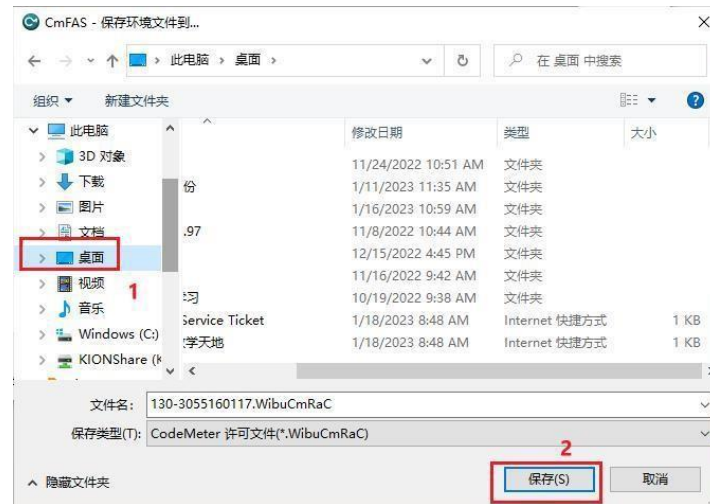 CmFAS - 保存环境文件到...
此电脑 › 桌面 ›
在 桌面 中搜索
组织 新建文件夹
此电脑
3D 对象
下载
图片
文档
桌面
视频
音乐
Windows (C:)
KIONShare (
修改日期 类型 大小
11/24/2022 10:51 AM 文件夹
份 1/11/2023 11:35 AM 文件夹
1/16/2023 10:59 AM 文件夹
.97 11/8/2022 10:44 AM 文件夹
12/15/2022 4:45 PM 文件夹
11/16/2022 9:42 AM 文件夹
习 10/19/2022 9:38 AM 文件夹
Service Ticket 1/18/2023 8:48 AM Internet 快捷方式 1 KB
学天地 1/18/2023 8:48 AM Internet 快捷方式 1 KB
1
文件名: 130-3055160117.WibuCmRaC
保存类型(T): CodeMeter 许可文件(*.WibuCmRaC)
2
隐藏文件夹 保存(S) 取消